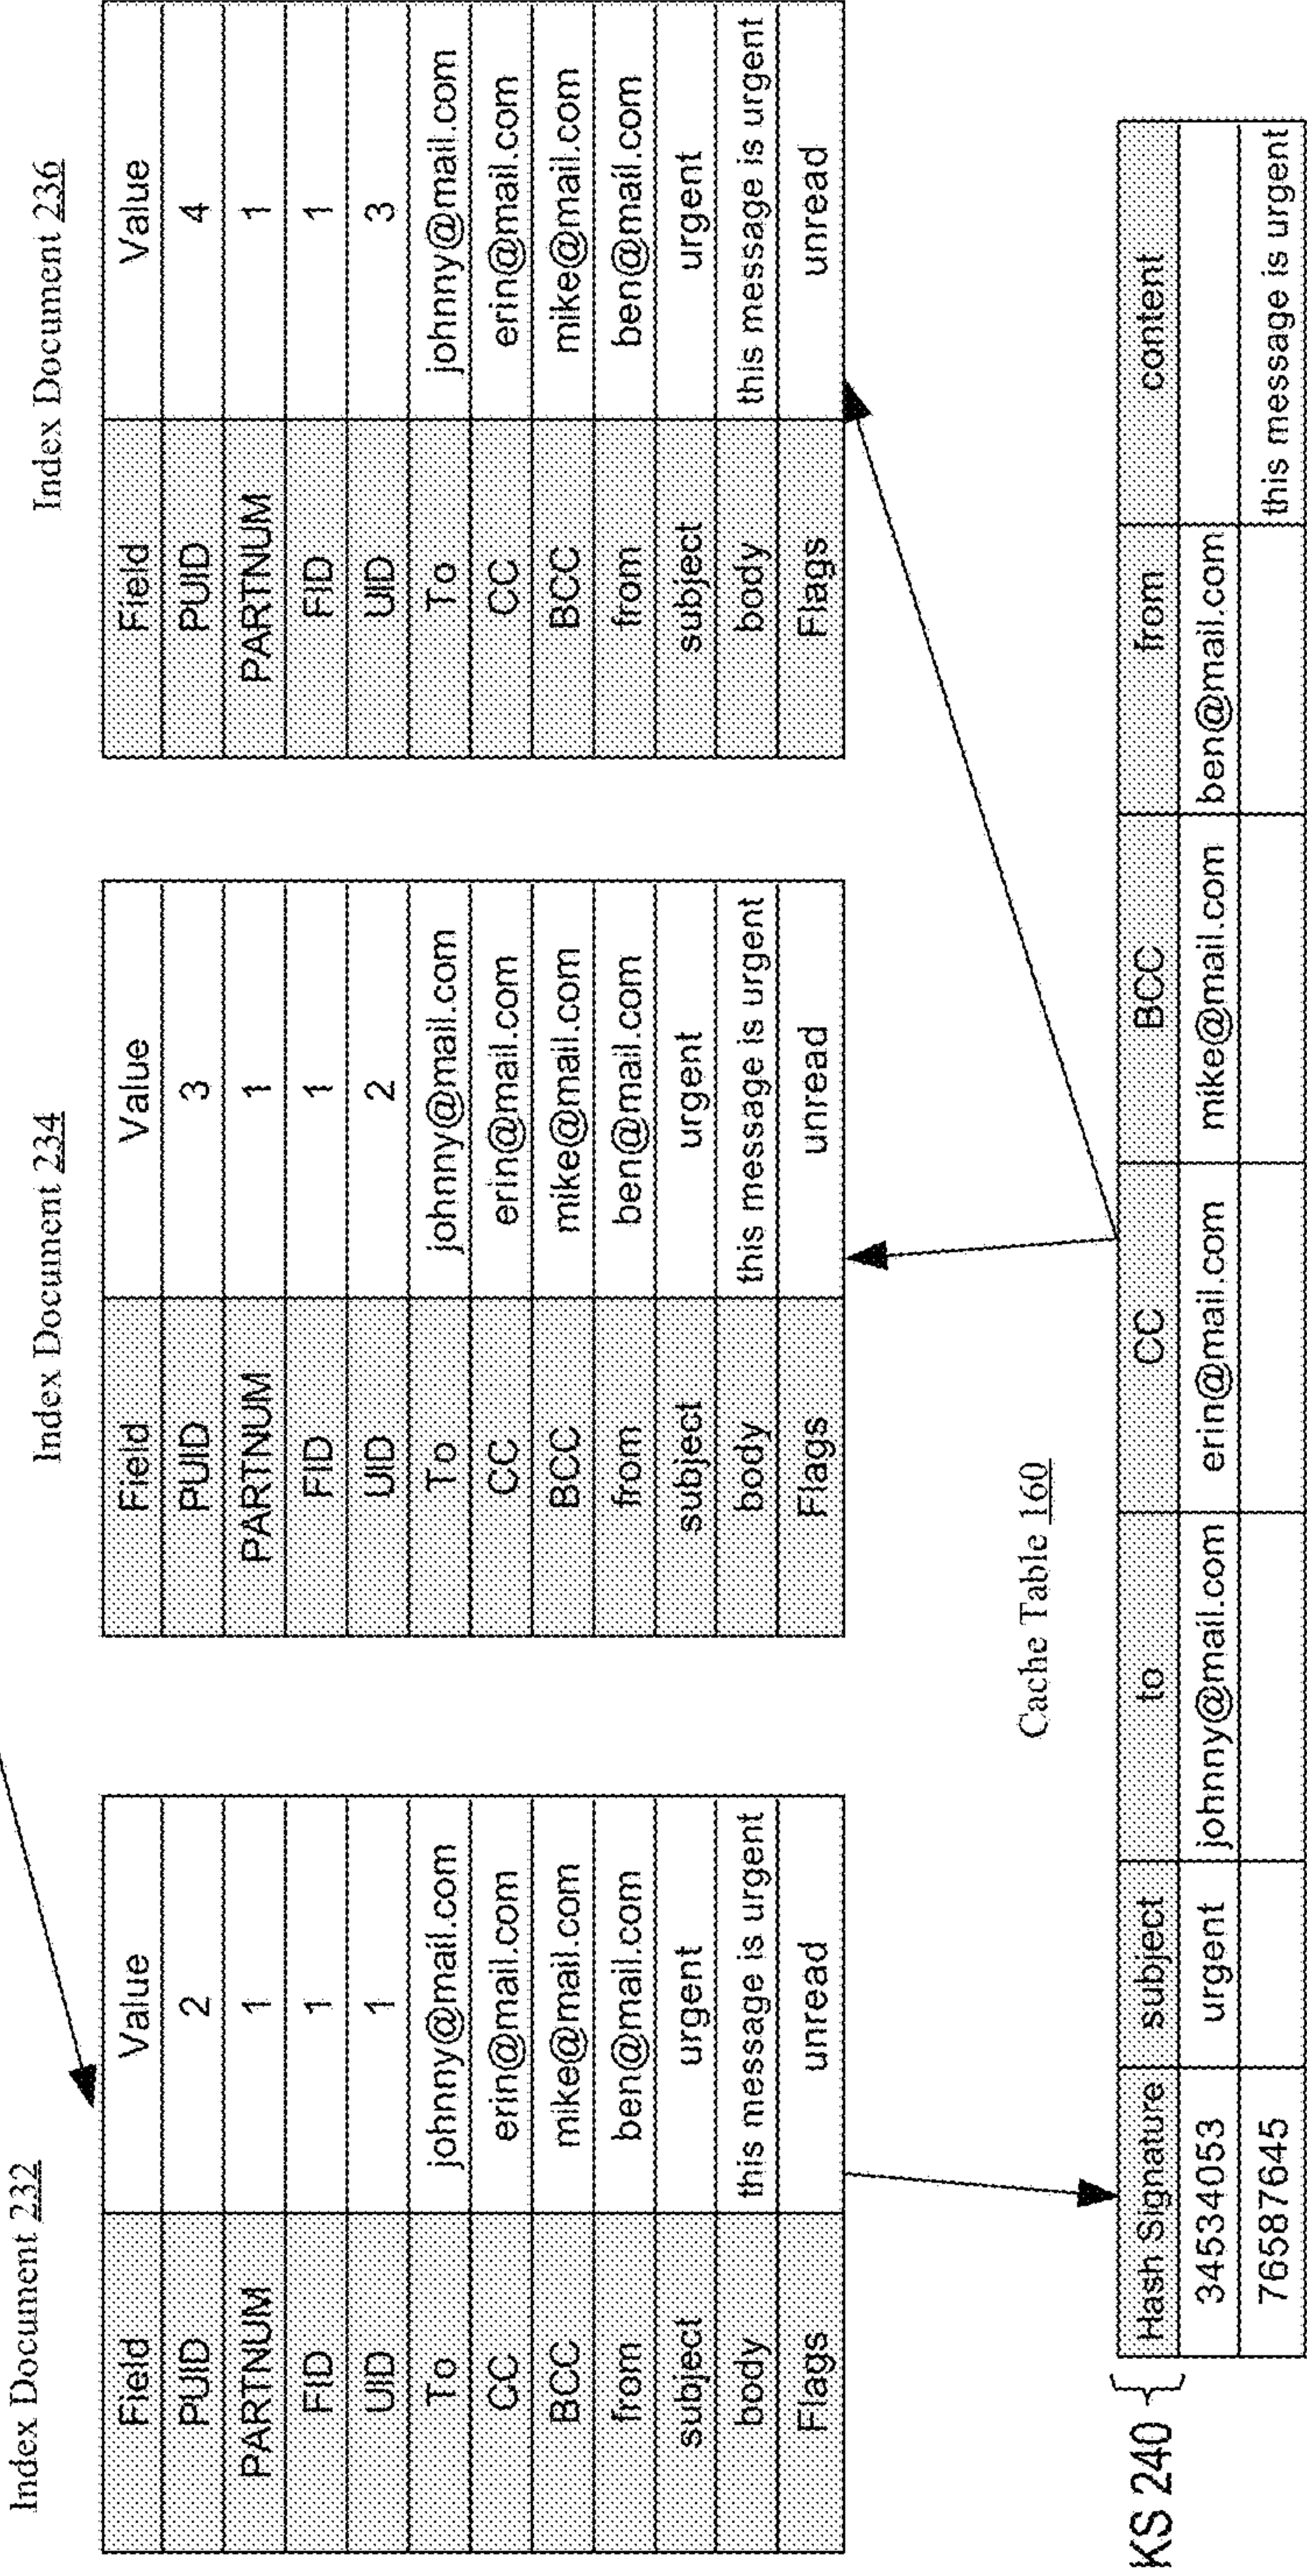 Index Document 232
Field Value
PUID 2
PARTNUM 1
FID 1
UID 1
To johnny@mail.com
CC erin@mail.com
BCC mike@mail.com
from ben@mail.com
subject urgent
body this message is urgent
Flags unread
Index Document 234
Field Value
PUID 3
PARTNUM 1
FID 1
UID 2
To johnny@mail.com
CC erin@mail.com
BCC mike@mail.com
from ben@mail.com
subject urgent
body this message is urgent
Flags unread
Index Document 236
Field Value
PUID 4
PARTNUM 1
FID 1
UID 3
To johnny@mail.com
CC erin@mail.com
BCC mike@mail.com
from ben@mail.com
subject urgent
body this message is urgent
Flags unread
Cache Table 160
KS 240
Hash Signature subject to CC BCC from content
34534053 urgent johnny@mail.com erin@mail.com mike@mail.com ben@mail.com
76587645 this message is urgent